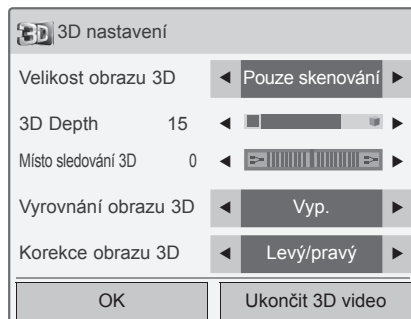 3D 3D nastavení
Velikost obrazu 3D ◄ Pouze skenování ►
3D Depth 15 ◄ ►
Místo sledování 3D 0 ◄ ►
Vyrovnání obrazu 3D ◄ Vyp. ►
Korekce obrazu 3D ◄ Levý/pravý ►
OK Ukončit 3D video